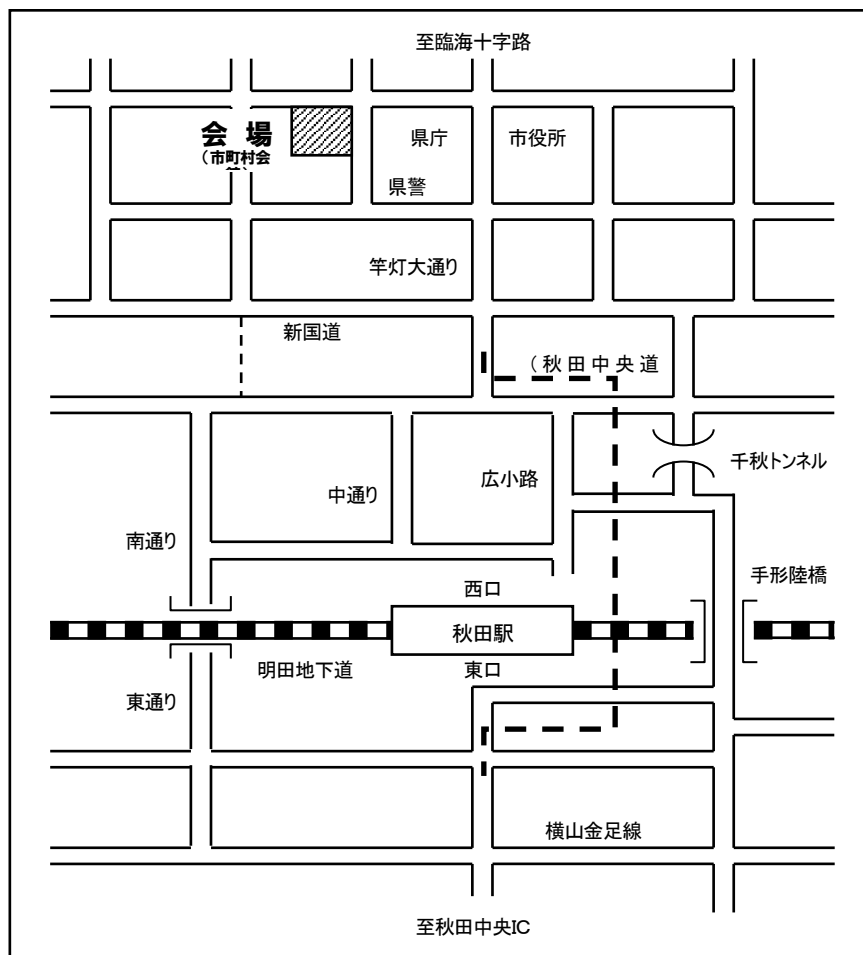 至臨海十字路
会 場
（市町村会
県庁
市役所
県警
竿灯大通り
新国道
（秋田中央道
千秋トンネル
広小路
中通り
南通り
手形陸橋
西口
秋田駅
明田地下道
東口
東通り
横山金足線
至秋田中央IC